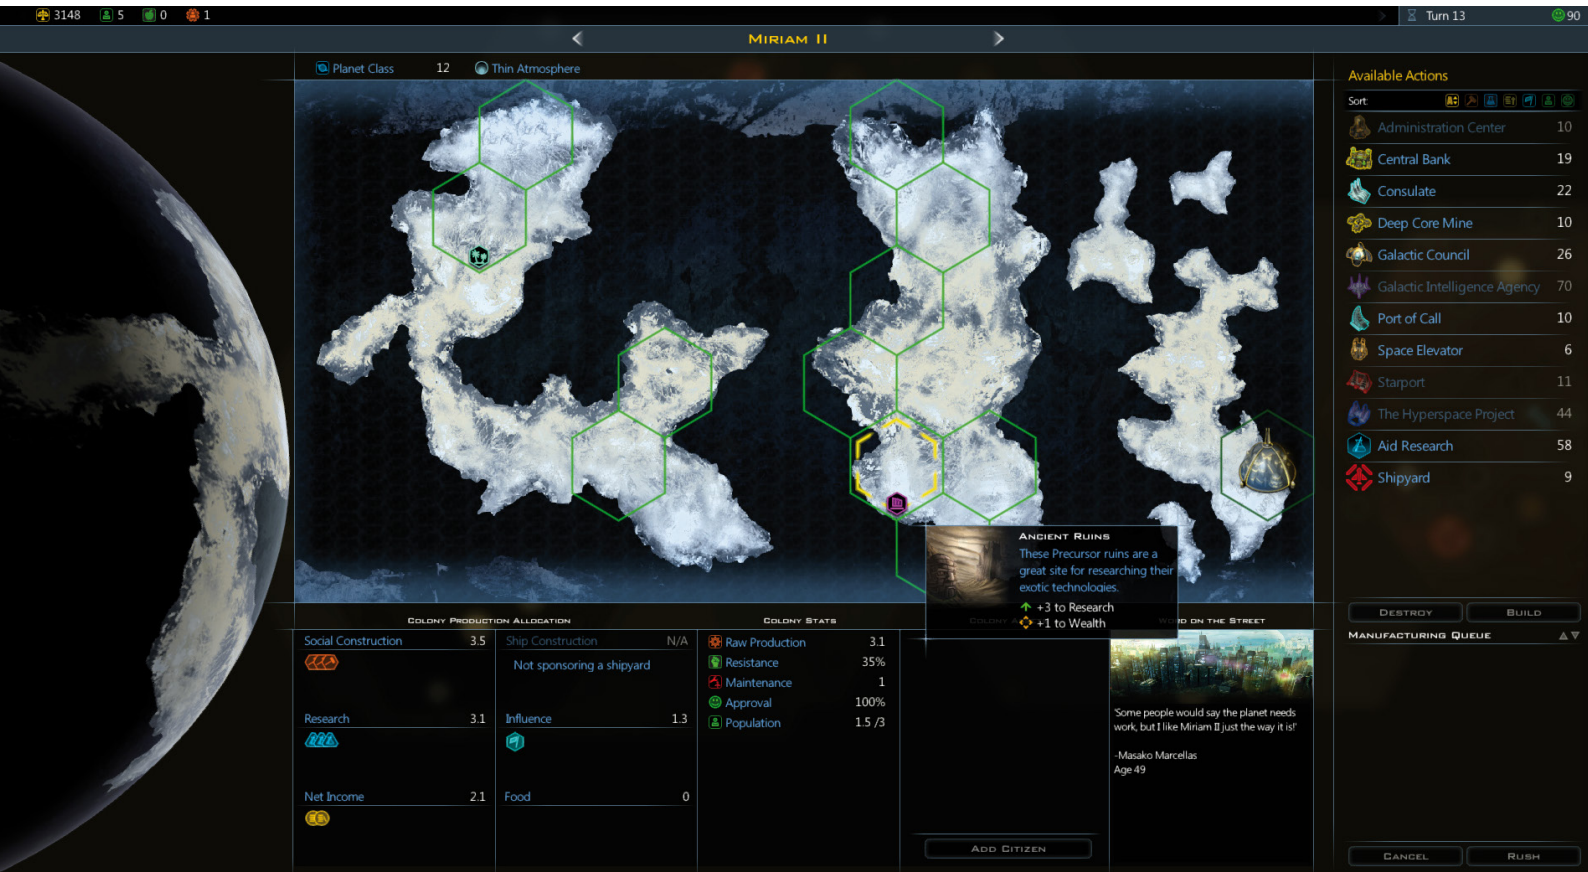 3148 5 0 1 Turn 13 90
Miriam II
Planet Class 12 Thin Atmosphere
Available Actions
Sort:
Administration Center 10
Central Bank 19
Consulate 22
Deep Core Mine 10
Galactic Council 26
Galactic Intelligence Agency 70
Port of Call 10
Space Elevator 6
Starport 11
The Hyperspace Project 44
Aid Research 58
Shipyard 9
Destroy Build
Manufacturing Queue
Ancient Ruins
These Precursor ruins are a
great site for researching their
exotic technologies.
+3 to Research
+1 to Wealth
Colony Production Allocation
Social Construction 3.5
Ship Construction N/A
Not sponsoring a shipyard
Research 3.1
Influence 1.3
Net Income 2.1
Food 0
Colony Stats
Raw Production 3.1
Resistance 35%
Maintenance 1
Approval 100%
Population 1.5 /3
Add Citizen
on the Street
'Some people would say the planet needs
work, but I like Miriam II just the way it is!'
-Masako Marcellas
Age 49
Cancel Rush